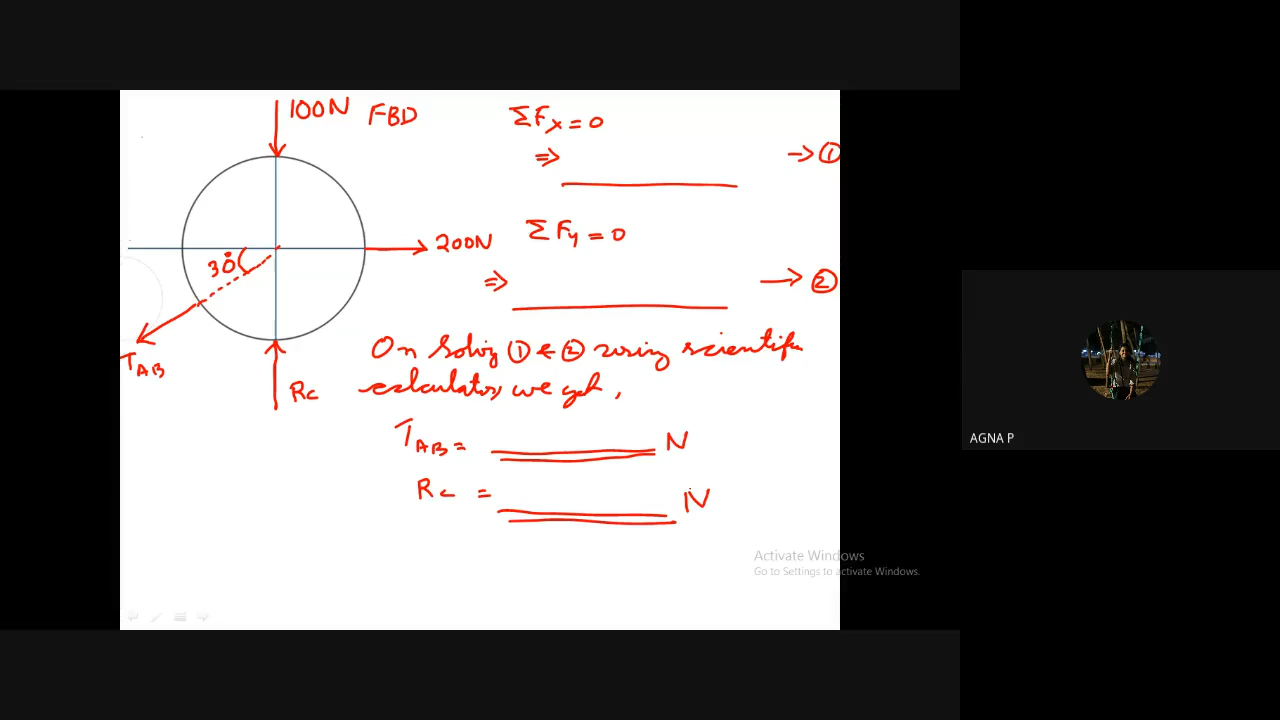 100N FBD
ΣFx = 0
⇒ → ①
ΣFy = 0
200N
30°
⇒ → ②
TAB
Rc
On solving ① & ② using scientific
calculator, we get,
TAB = N
Rc = N
Activate Windows
Go to Settings to activate Windows.
AGNA P